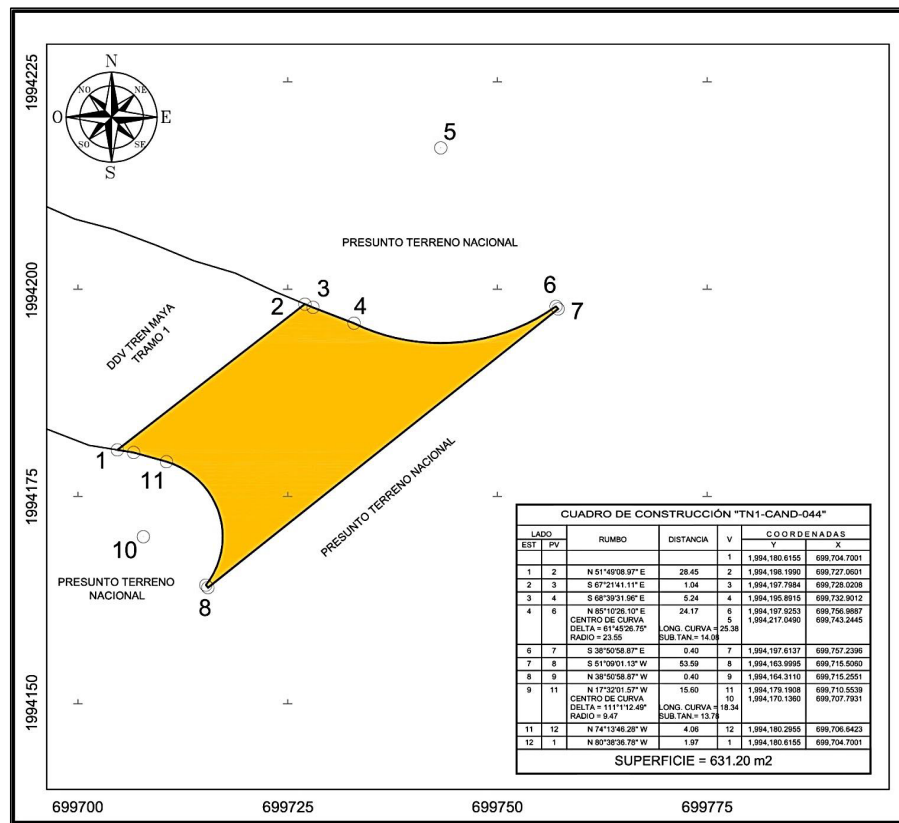 1994225
N
NO
NE
O
E
SO
SE
S
5
PRESUNTO TERRENO NACIONAL
1994200
2
3
4
6
7
DDV TREN MAYA
TRAMO 1
1
11
1994175
PRESUNTO TERRENO NACIONAL
10
PRESUNTO TERRENO
NACIONAL
8
1994150
CUADRO DE CONSTRUCCIÓN "TN1-CAND-044"
LADO RUMBO DISTANCIA V COORDENADAS
EST PV Y X
1 1,994,180.6155 699,704.7001
1 2 N 51°49'08.97" E 28.45 2 1,994,198.1990 699,727.0601
2 3 S 67°21'41.11" E 1.04 3 1,994,197.7984 699,728.0208
3 4 S 68°39'31.96" E 5.24 4 1,994,195.8915 699,732.9012
4 6 N 85°10'26.10" E 24.17 6 1,994,197.9253 699,756.9887
CENTRO DE CURVA 5 1,994,217.0490 699,743.2445
DELTA = 61°45'26.75" LONG. CURVA = 25.38
RADIO = 23.55 SUB.TAN.= 14.08
6 7 S 38°50'58.87" E 0.40 7 1,994,197.6137 699,757.2396
7 8 S 51°09'01.13" W 53.59 8 1,994,163.9995 699,715.5060
8 9 N 38°50'58.87" W 0.40 9 1,994,164.3110 699,715.2551
9 11 N 17°32'01.57" W 15.60 11 1,994,179.1908 699,710.5539
CENTRO DE CURVA 10 1,994,170.1360 699,707.7931
DELTA = 111°1'12.49" LONG. CURVA = 18.34
RADIO = 9.47 SUB.TAN.= 13.78
11 12 N 74°13'46.28" W 4.06 12 1,994,180.2955 699,706.6423
12 1 N 80°38'36.78" W 1.97 1 1,994,180.6155 699,704.7001
SUPERFICIE = 631.20 m2
699700
699725
699750
699775